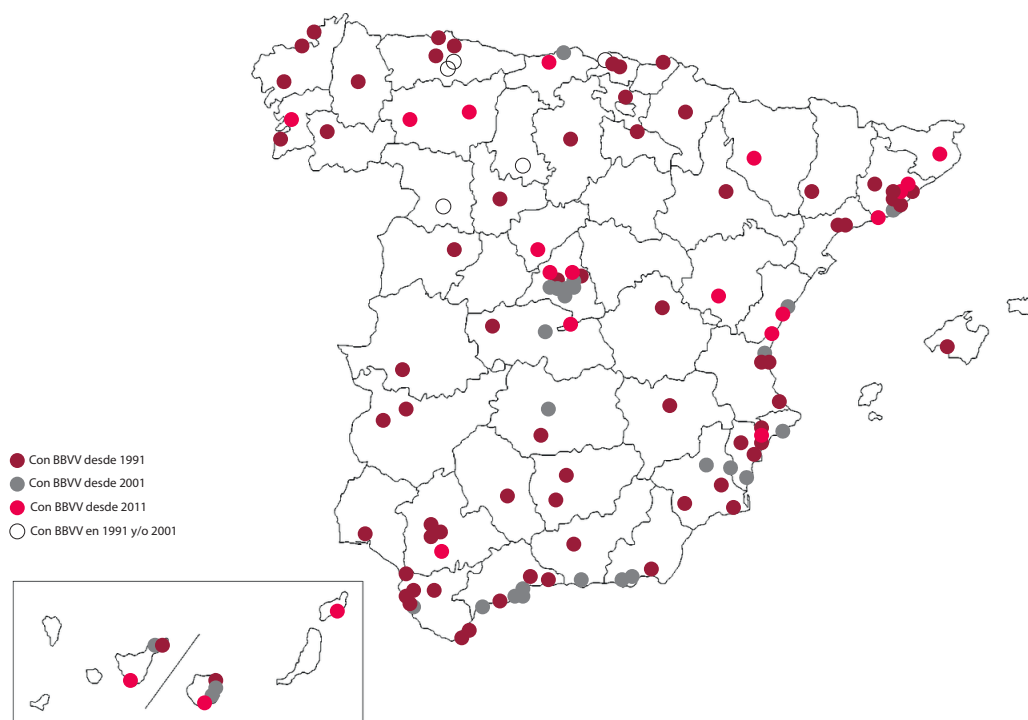 Con BBVV desde 1991
Con BBVV desde 2001
Con BBVV desde 2011
Con BBVV en 1991 y/o 2001